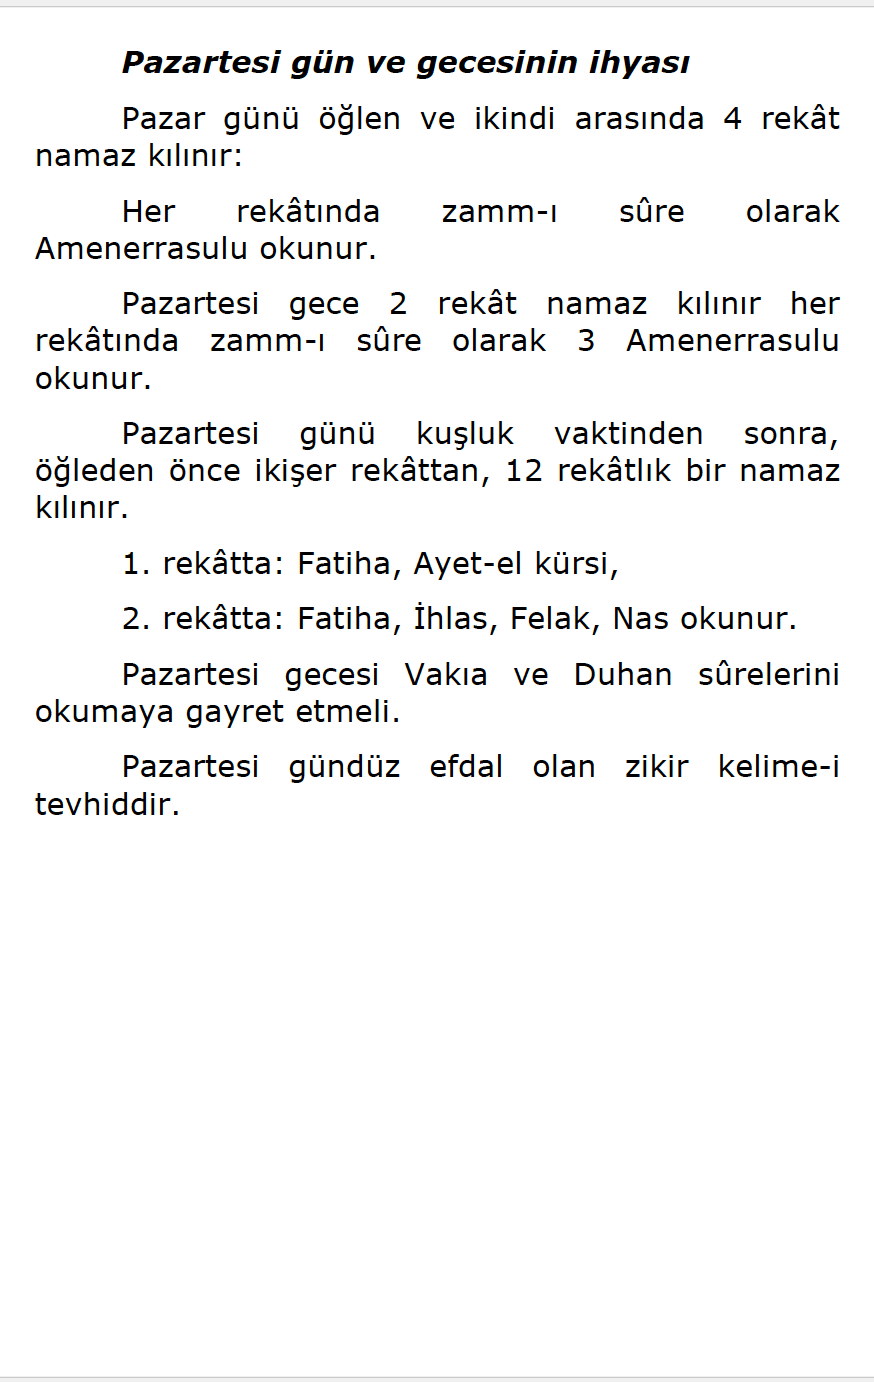 Pazartesi gün ve gecesinin ihyası
Pazar günü öğlen ve ikindi arasında 4 rekât
namaz kılınır:
Her rekâtında zamm-ı sûre olarak
Amenerrasulu okunur.
Pazartesi gece 2 rekât namaz kılınır her
rekâtında zamm-ı sûre olarak 3 Amenerrasulu
okunur.
Pazartesi günü kuşluk vaktinden sonra,
öğleden önce ikişer rekâttan, 12 rekâtlık bir namaz
kılınır.
1. rekâtta: Fatiha, Ayet-el kürsi,
2. rekâtta: Fatiha, İhlas, Felak, Nas okunur.
Pazartesi gecesi Vakıa ve Duhan sûrelerini
okumaya gayret etmeli.
Pazartesi gündüz efdal olan zikir kelime-i
tevhiddir.